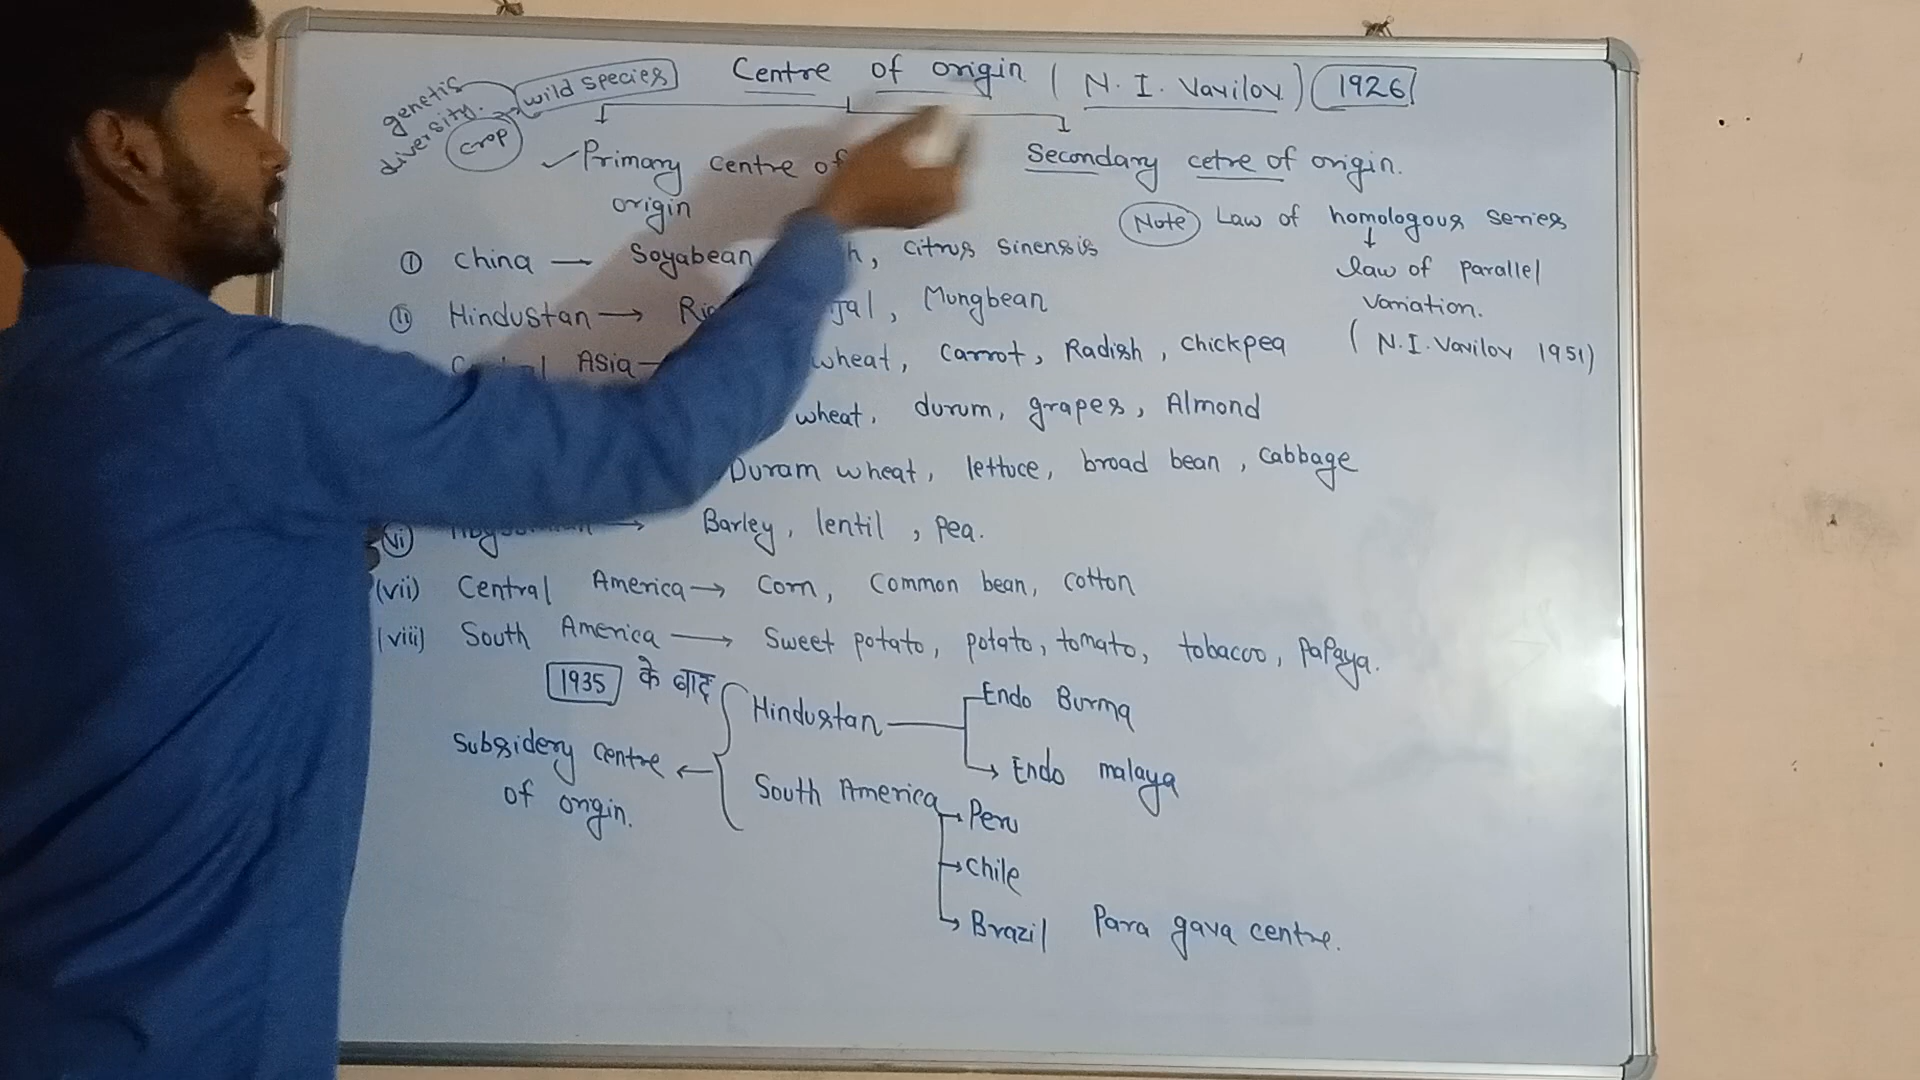 Centre of origin ( N. I. Vavilov ) 1926
genetis diversity.
crop
wild species
Primary centre of
origin
Secondary cetre of origin.
Note Law of homologous series
law of parallel
variation.
( N.I. Vavilov 1951)
(i) China — Soyabean , Citrus sinensis
(ii) Hindustan → , Mungbean
Asia — wheat, Carrot, Radish, chickpea
wheat, durum, grapes, Almond
Duram wheat, lettuce, broad bean, cabbage
(vi) → Barley, lentil, pea.
(vii) Central America → Corn, Common bean, cotton
(viii) South America → Sweet potato, potato, tomato, tobacco, Papaya.
1935 के बाद
Subsidery centre
of origin.
Hindustan
Endo Burma
Endo malaya
South America
Peru
Chile
Brazil Para gava centre.